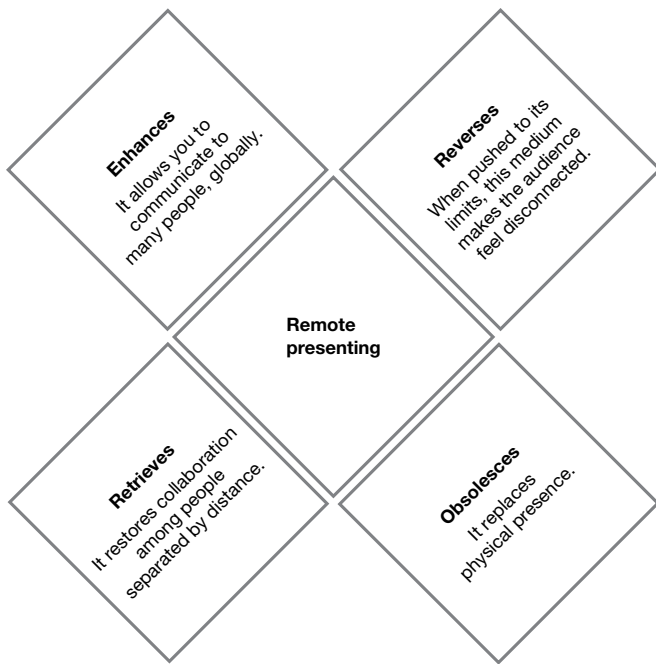 Enhances
It allows you to
communicate to
many people, globally.
Reverses
When pushed to its
limits, this medium
makes the audience
feel disconnected.
Remote
presenting
Retrieves
It restores collaboration
among people
separated by distance.
Obsolesces
It replaces
physical presence.